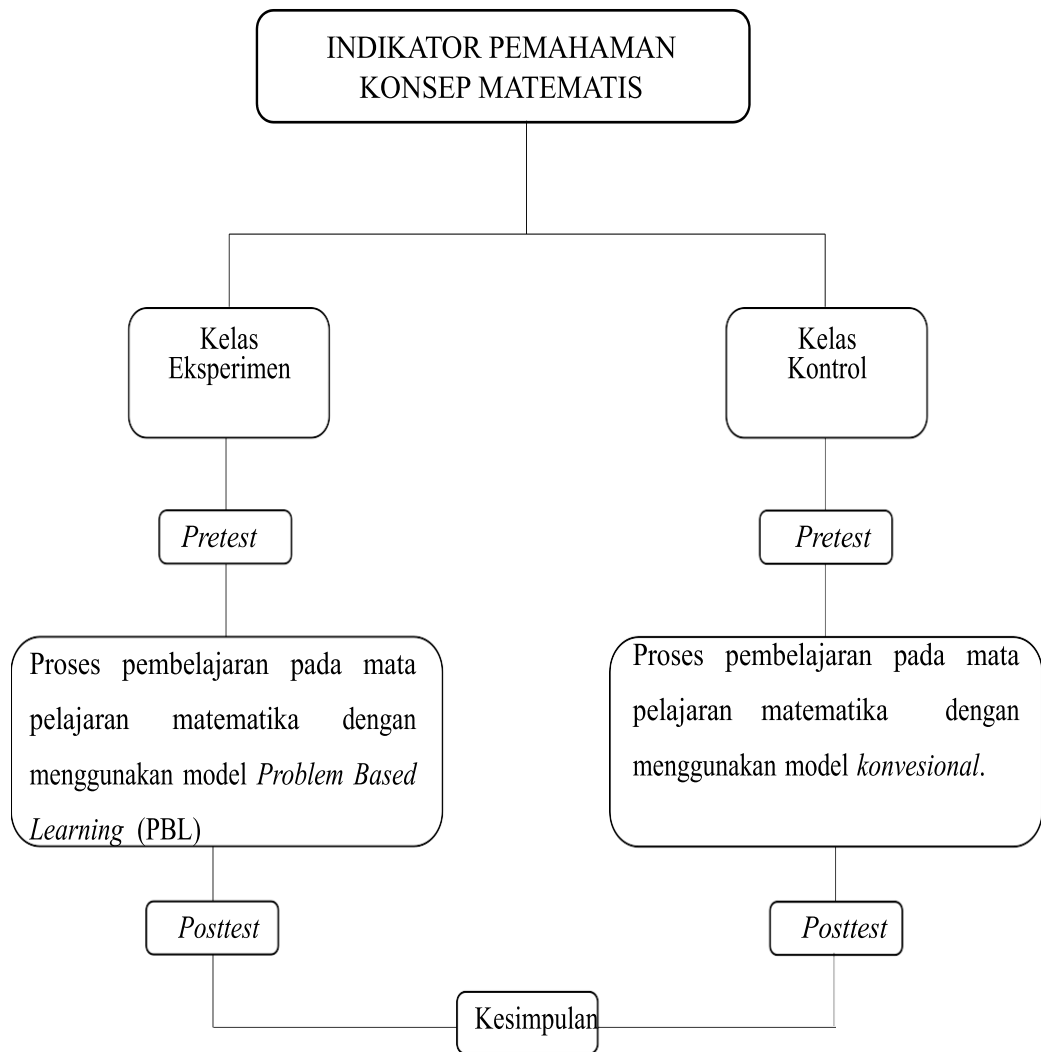 INDIKATOR PEMAHAMAN
KONSEP MATEMATIS
Kelas
Eksperimen
Kelas
Kontrol
Pretest
Pretest
Proses pembelajaran pada mata
pelajaran matematika dengan
menggunakan model Problem Based
Learning (PBL)
Proses pembelajaran pada mata
pelajaran matematika dengan
menggunakan model konvesional.
Posttest
Posttest
Kesimpulan